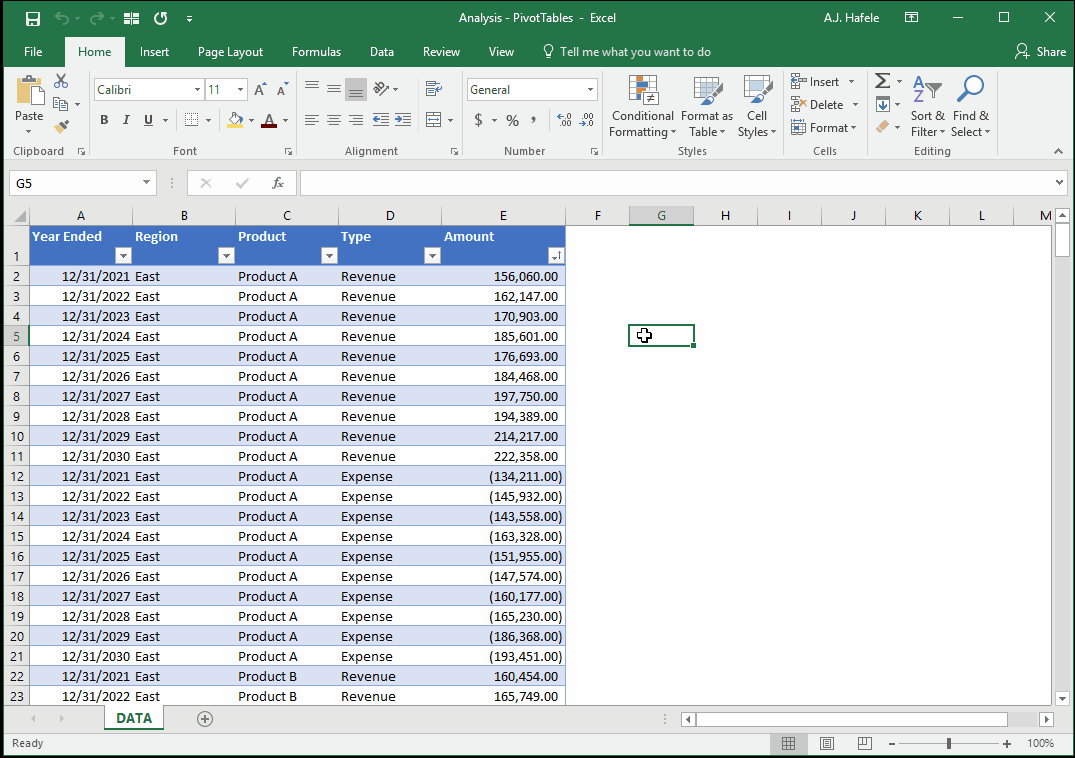 Analysis - PivotTables - Excel
A.J. Hafele
File Home Insert Page Layout Formulas Data Review View Tell me what you want to do Share
Paste
Clipboard
Calibri 11
B I U A
Font
Alignment
General
$ % ,
Number
Conditional Formatting
Format as Table
Cell Styles
Styles
Insert
Delete
Format
Cells
Sort & Filter
Find & Select
Editing
G5 fx
A B C D E F G H I J K L M
1 Year Ended Region Product Type Amount
2 12/31/2021 East Product A Revenue 156,060.00
3 12/31/2022 East Product A Revenue 162,147.00
4 12/31/2023 East Product A Revenue 170,903.00
5 12/31/2024 East Product A Revenue 185,601.00
6 12/31/2025 East Product A Revenue 176,693.00
7 12/31/2026 East Product A Revenue 184,468.00
8 12/31/2027 East Product A Revenue 197,750.00
9 12/31/2028 East Product A Revenue 194,389.00
10 12/31/2029 East Product A Revenue 214,217.00
11 12/31/2030 East Product A Revenue 222,358.00
12 12/31/2021 East Product A Expense (134,211.00)
13 12/31/2022 East Product A Expense (145,932.00)
14 12/31/2023 East Product A Expense (143,558.00)
15 12/31/2024 East Product A Expense (163,328.00)
16 12/31/2025 East Product A Expense (151,955.00)
17 12/31/2026 East Product A Expense (147,574.00)
18 12/31/2027 East Product A Expense (160,177.00)
19 12/31/2028 East Product A Expense (165,230.00)
20 12/31/2029 East Product A Expense (186,368.00)
21 12/31/2030 East Product A Expense (193,451.00)
22 12/31/2021 East Product B Revenue 160,454.00
23 12/31/2022 East Product B Revenue 165,749.00
DATA
Ready 100%